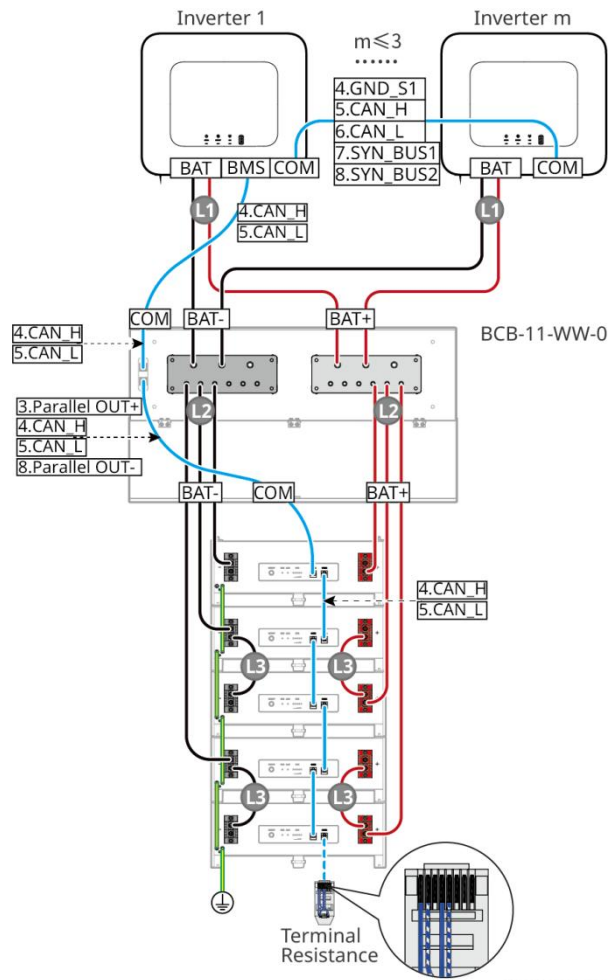 Inverter 1
Inverter m
m≤3
......
4.GND_S1
5.CAN_H
6.CAN_L
7.SYN_BUS1
8.SYN_BUS2
BAT
BMS
COM
BAT
COM
L1
L1
4.CAN_H
5.CAN_L
COM
BAT-
BAT+
BCB-11-WW-0
4.CAN_H
5.CAN_L
3.Parallel OUT+
4.CAN_H
5.CAN_L
8.Parallel OUT-
L2
L2
BAT-
COM
BAT+
4.CAN_H
5.CAN_L
L3
L3
L3
L3
Terminal
Resistance